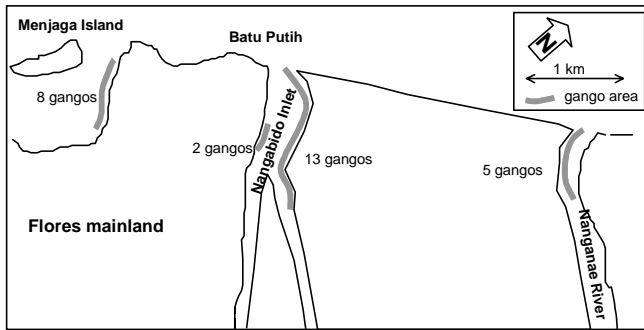 Menjaga Island
Batu Putih
N
1 km
gango area
8 gangos
2 gangos
Nangabido Inlet
13 gangos
5 gangos
Nanganae River
Flores mainland